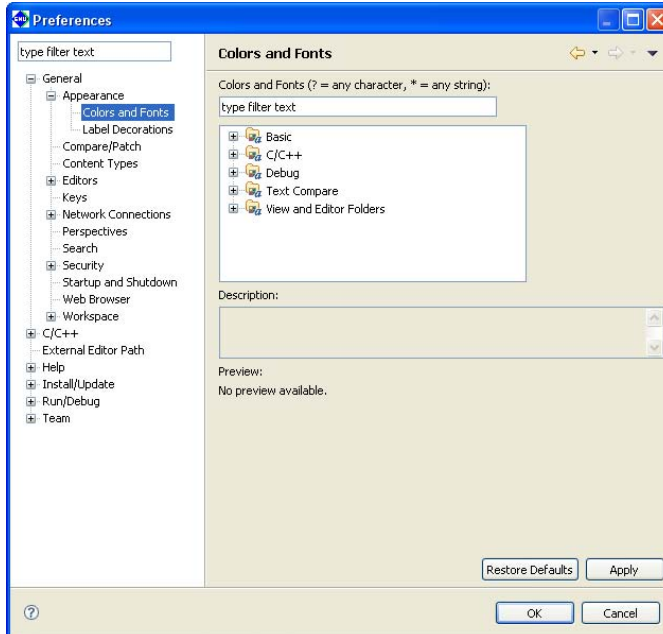 Preferences
type filter text
General
Appearance
Colors and Fonts
Label Decorations
Compare/Patch
Content Types
Editors
Keys
Network Connections
Perspectives
Search
Security
Startup and Shutdown
Web Browser
Workspace
C/C++
External Editor Path
Help
Install/Update
Run/Debug
Team
Colors and Fonts
Colors and Fonts (? = any character, * = any string):
type filter text
Basic
C/C++
Debug
Text Compare
View and Editor Folders
Description:
Preview:
No preview available.
Restore Defaults
Apply
OK
Cancel